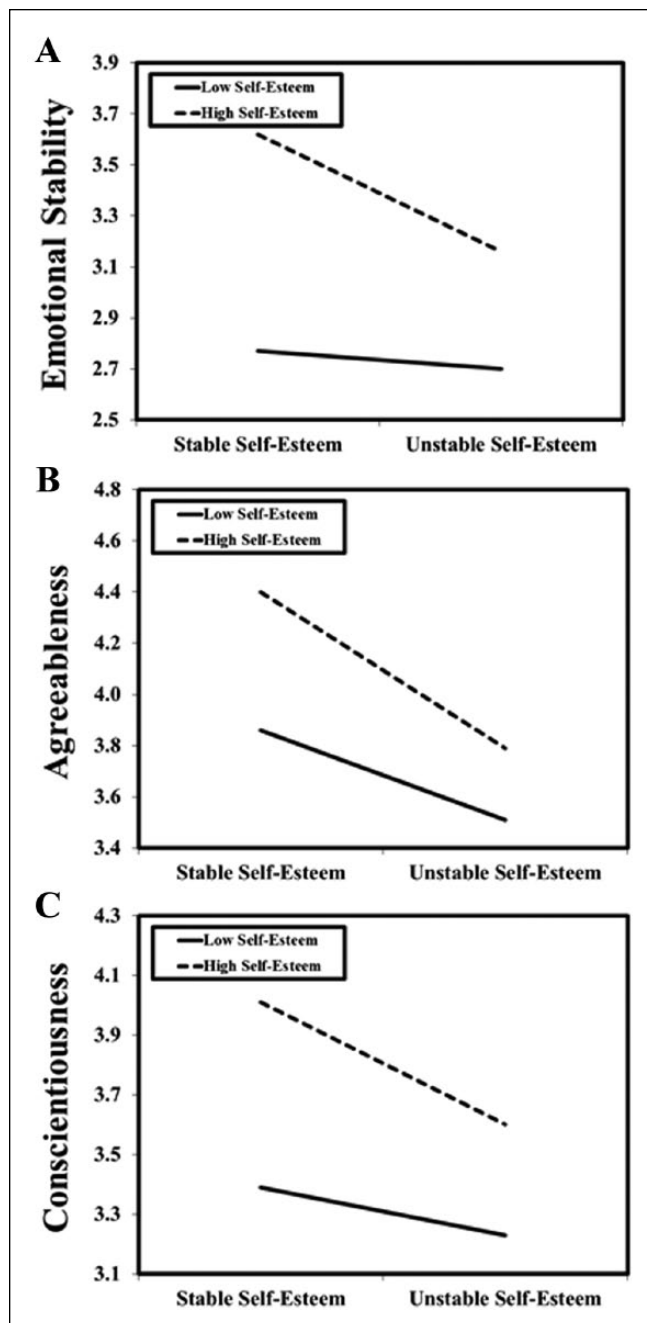 A
Emotional Stability
3.9
3.7
3.5
3.3
3.1
2.9
2.7
2.5
Low Self-Esteem
High Self-Esteem
Stable Self-Esteem Unstable Self-Esteem
B
Agreeableness
4.8
4.6
4.4
4.2
4.0
3.8
3.6
3.4
Low Self-Esteem
High Self-Esteem
Stable Self-Esteem Unstable Self-Esteem
C
Conscientiousness
4.3
4.1
3.9
3.7
3.5
3.3
3.1
Low Self-Esteem
High Self-Esteem
Stable Self-Esteem Unstable Self-Esteem